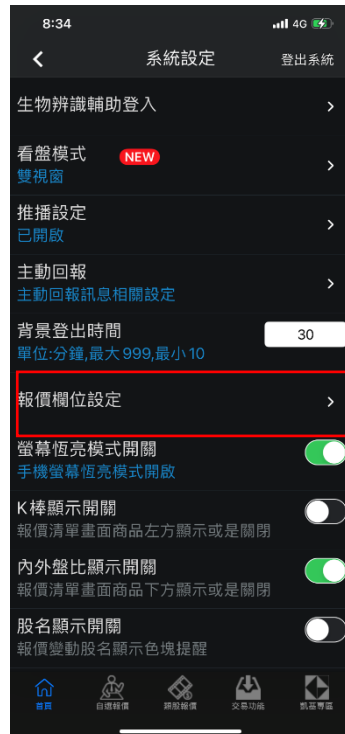 8:34
4G
系統設定
登出系統
生物辨識輔助登入
看盤模式 NEW
雙視窗
推播設定
已開啟
主動回報
主動回報訊息相關設定
背景登出時間
30
單位:分鐘,最大999,最小10
報價欄位設定
螢幕恆亮模式開關
手機螢幕恆亮模式開啟
K棒顯示開關
報價清單畫面商品左方顯示或是關閉
內外盤比顯示開關
報價清單畫面商品下方顯示或是關閉
股名顯示開關
報價變動股名顯示色塊提醒
首頁
自選報價
類股報價
交易功能
凱基專區